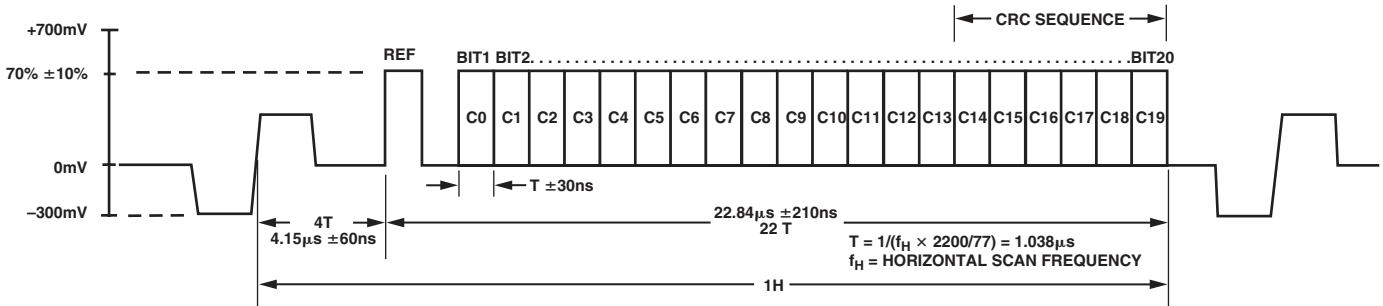 CRC SEQUENCE
+700mV
REF
BIT1 BIT2. . . . . . . . . . . . . . . . . . . . . . . . . . . . . . . . . . . . . . . . . . . . . . . . . . . . . . . . . . . .BIT20
70% ±10%
C0 C1 C2 C3 C4 C5 C6 C7 C8 C9 C10 C11 C12 C13 C14 C15 C16 C17 C18 C19
0mV
T ±30ns
–300mV
4T
4.15µs ±60ns
22.84µs ±210ns
22 T
T = 1/(fH × 2200/77) = 1.038µs
fH = HORIZONTAL SCAN FREQUENCY
1H